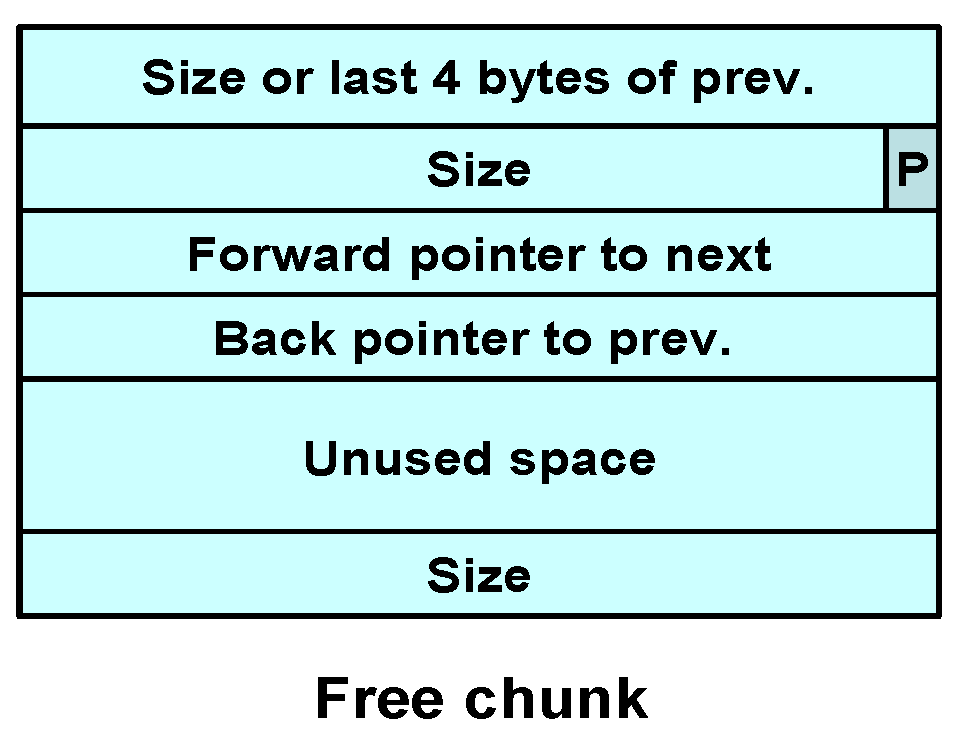 Size or last 4 bytes of prev.
Size P
Forward pointer to next
Back pointer to prev.
Unused space
Size
Free chunk